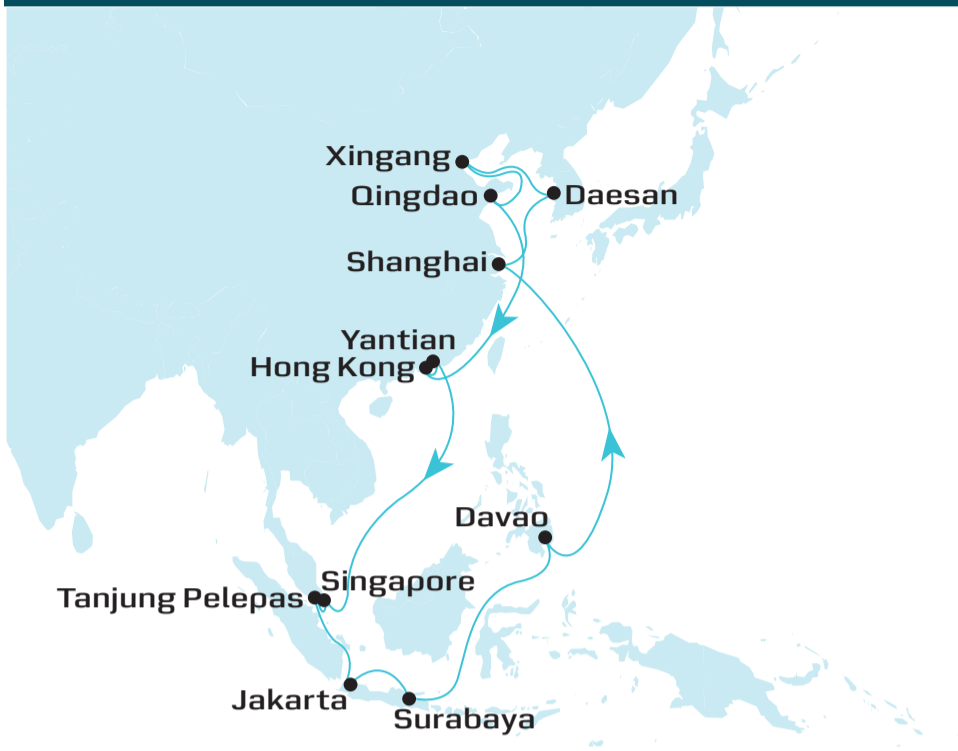 Xingang
Qingdao
Daesan
Shanghai
Yantian
Hong Kong
Davao
Singapore
Tanjung Pelepas
Jakarta
Surabaya